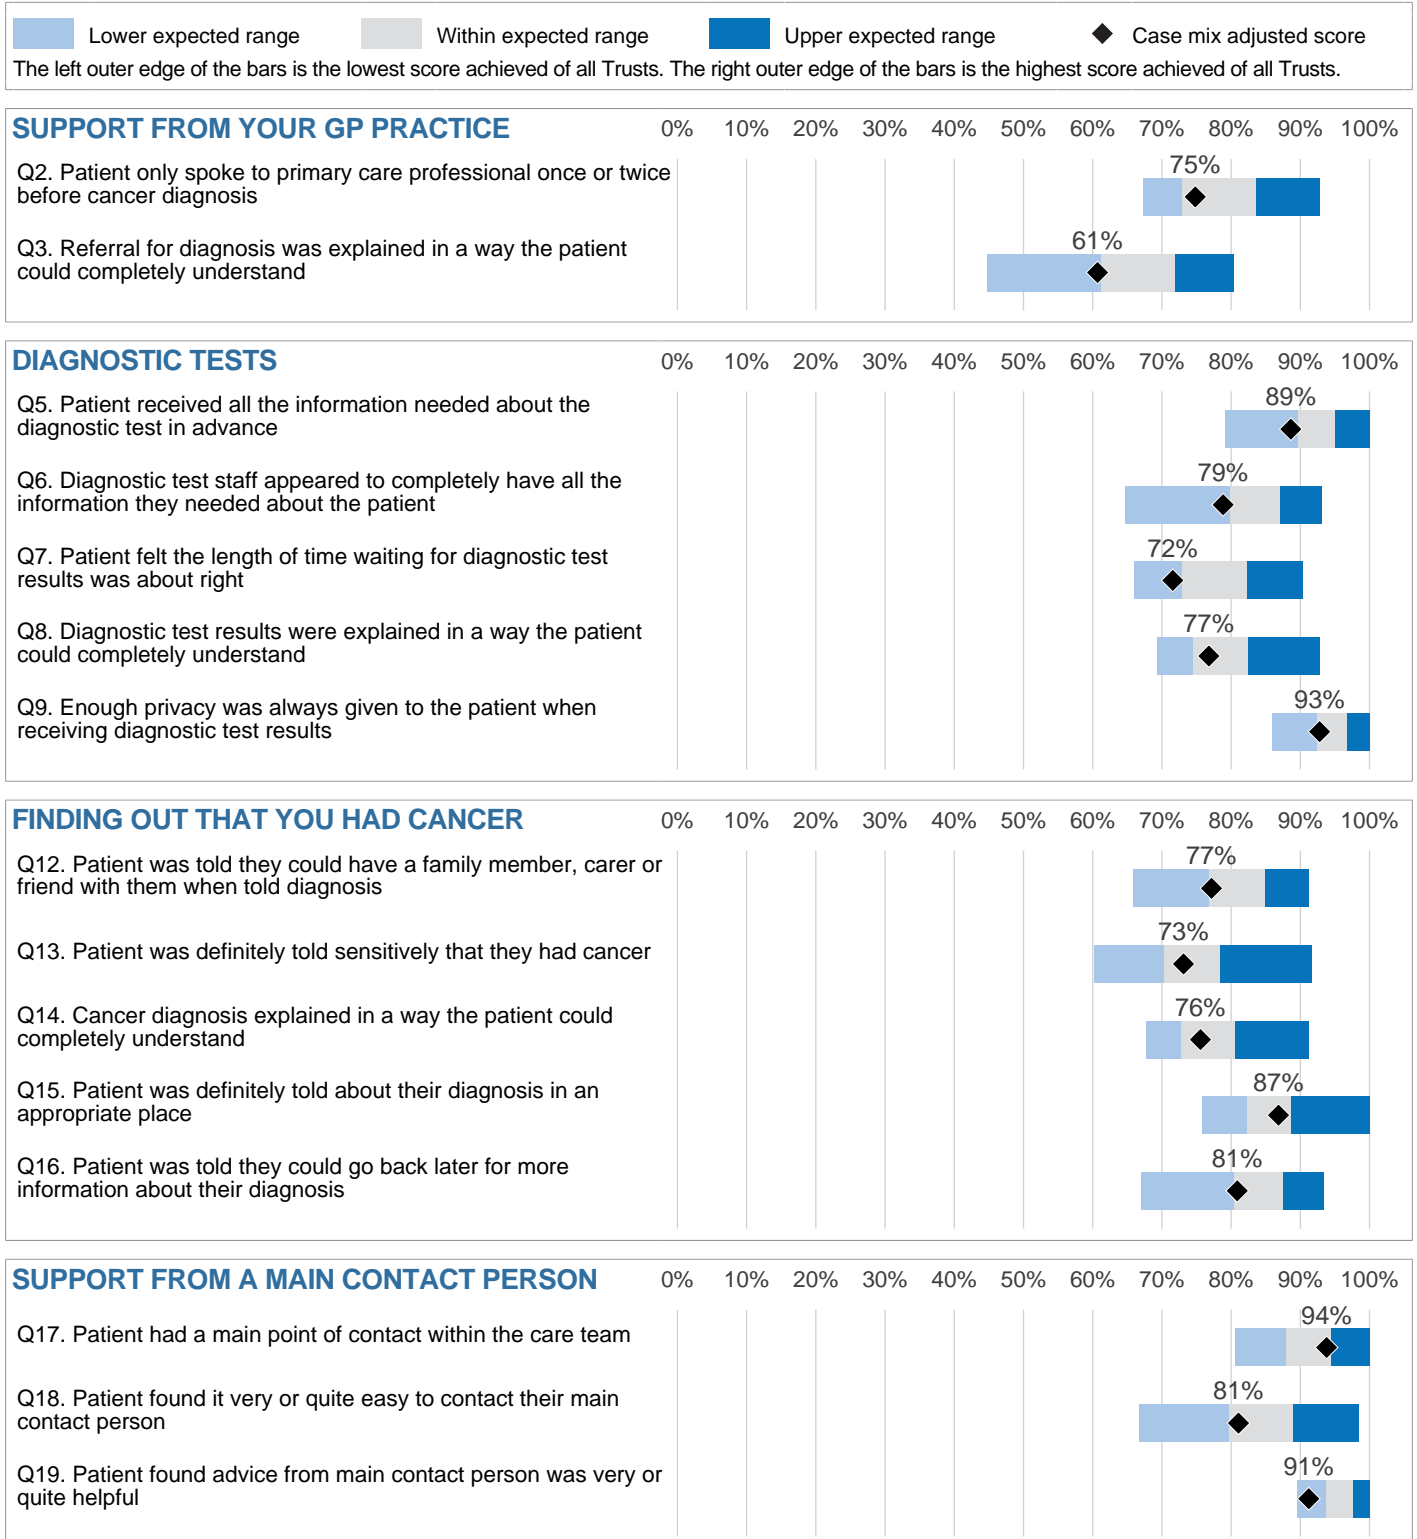 Lower expected range Within expected range Upper expected range Case mix adjusted score
The left outer edge of the bars is the lowest score achieved of all Trusts. The right outer edge of the bars is the highest score achieved of all Trusts.
SUPPORT FROM YOUR GP PRACTICE 0% 10% 20% 30% 40% 50% 60% 70% 80% 90% 100%
75%
Q2. Patient only spoke to primary care professional once or twice
before cancer diagnosis
61%
Q3. Referral for diagnosis was explained in a way the patient
could completely understand
DIAGNOSTIC TESTS 0% 10% 20% 30% 40% 50% 60% 70% 80% 90% 100%
89%
Q5. Patient received all the information needed about the
diagnostic test in advance
79%
Q6. Diagnostic test staff appeared to completely have all the
information they needed about the patient
72%
Q7. Patient felt the length of time waiting for diagnostic test
results was about right
77%
Q8. Diagnostic test results were explained in a way the patient
could completely understand
93%
Q9. Enough privacy was always given to the patient when
receiving diagnostic test results
FINDING OUT THAT YOU HAD CANCER 0% 10% 20% 30% 40% 50% 60% 70% 80% 90% 100%
77%
Q12. Patient was told they could have a family member, carer or
friend with them when told diagnosis
73%
Q13. Patient was definitely told sensitively that they had cancer
76%
Q14. Cancer diagnosis explained in a way the patient could
completely understand
87%
Q15. Patient was definitely told about their diagnosis in an
appropriate place
81%
Q16. Patient was told they could go back later for more
information about their diagnosis
SUPPORT FROM A MAIN CONTACT PERSON 0% 10% 20% 30% 40% 50% 60% 70% 80% 90% 100%
94%
Q17. Patient had a main point of contact within the care team
81%
Q18. Patient found it very or quite easy to contact their main
contact person
91%
Q19. Patient found advice from main contact person was very or
quite helpful